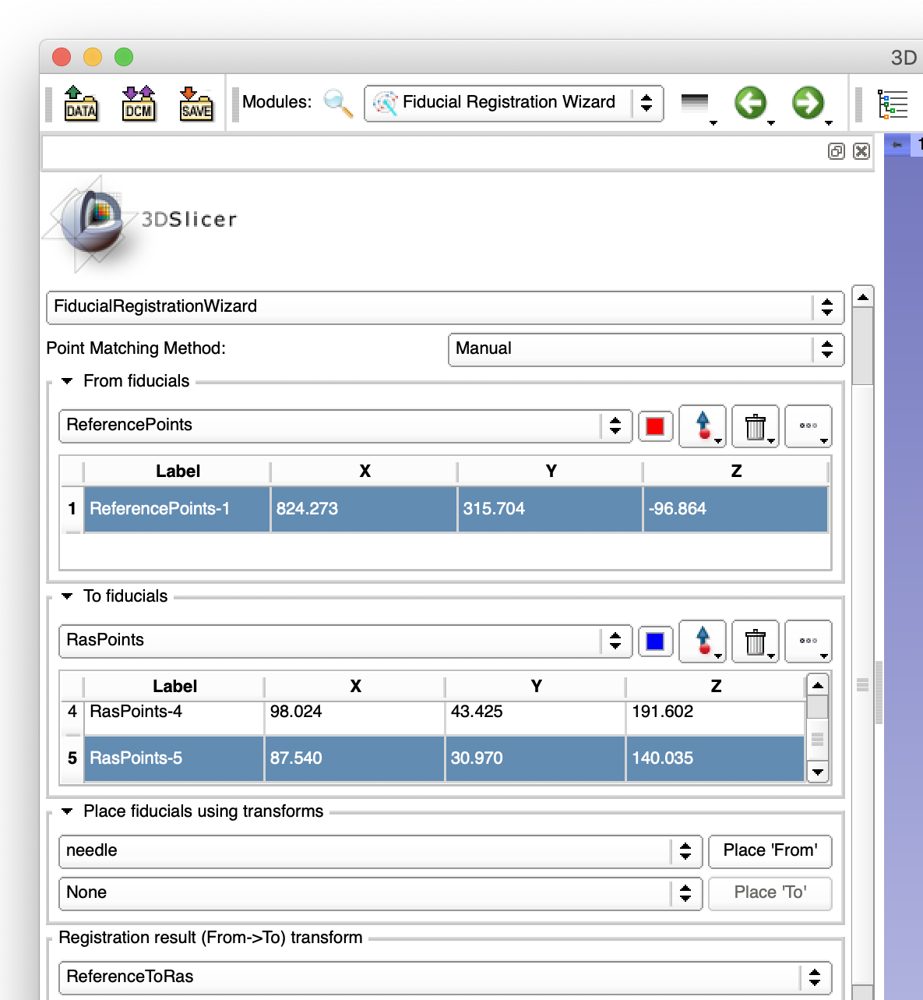 3D
DATA DCM SAVE Modules: Fiducial Registration Wizard
1
3DSlicer
FiducialRegistrationWizard
Point Matching Method: Manual
From fiducials
ReferencePoints
Label X Y Z
1 ReferencePoints-1 824.273 315.704 -96.864
To fiducials
RasPoints
Label X Y Z
4 RasPoints-4 98.024 43.425 191.602
5 RasPoints-5 87.540 30.970 140.035
Place fiducials using transforms
needle Place 'From'
None Place 'To'
Registration result (From->To) transform
ReferenceToRas